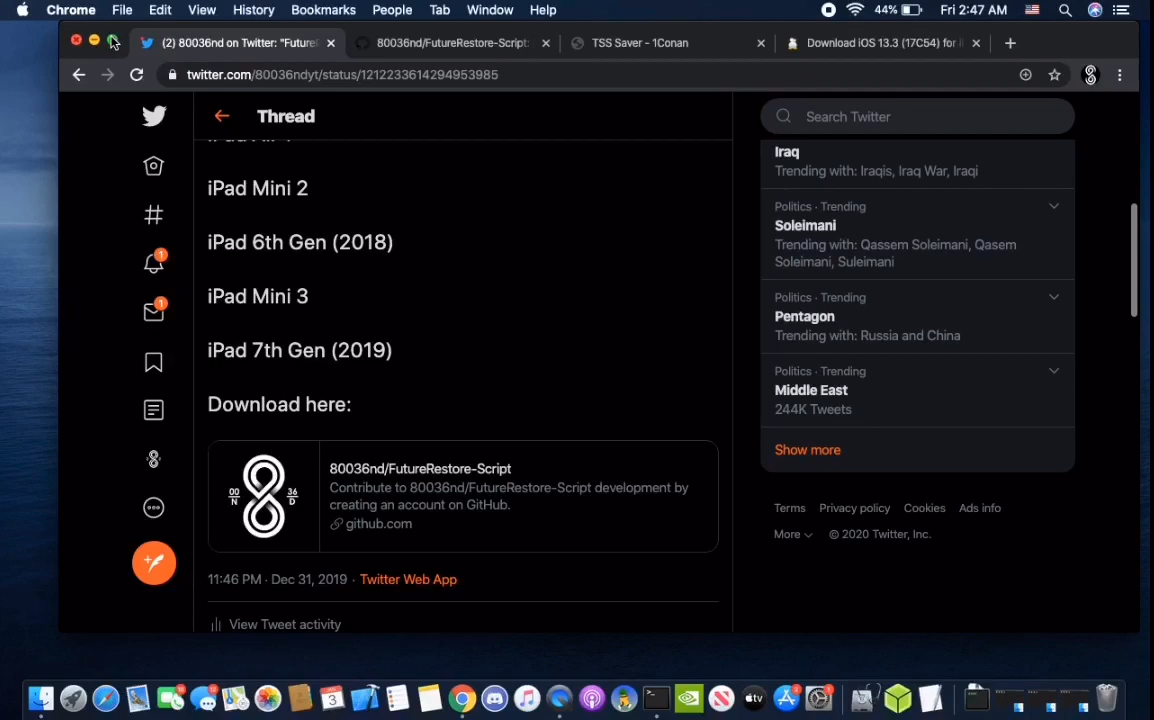 Chrome File Edit View History Bookmarks People Tab Window Help 44% Fri 2:47 AM
(2) 80036nd on Twitter: "Future 80036nd/FutureRestore-Script: TSS Saver - 1Conan Download iOS 13.3 (17C54) for
twitter.com/80036ndyt/status/1212233614294953985
Thread
Search Twitter
Iraq
Trending with: Iraqis, Iraq War, Iraqi
iPad Mini 2
Politics · Trending
Soleimani
Trending with: Qassem Soleimani, Qasem
Soleimani, Suleimani
iPad 6th Gen (2018)
1
iPad Mini 3
1
Politics · Trending
Pentagon
Trending with: Russia and China
iPad 7th Gen (2019)
Politics · Trending
Middle East
244K Tweets
Download here:
Show more
00 N 36 D
80036nd/FutureRestore-Script
Contribute to 80036nd/FutureRestore-Script development by
creating an account on GitHub.
github.com
Terms Privacy policy Cookies Ads info
More © 2020 Twitter, Inc.
11:46 PM · Dec 31, 2019 · Twitter Web App
View Tweet activity